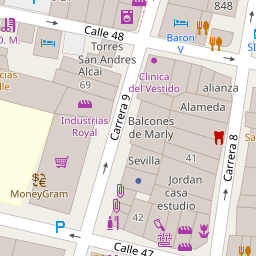 848
Calle 48
Baron
V
O. M.
Torres
San Andres
Alcai
69
Clinica
del Vestido
alianza
Carrera 9
Alameda
Industrias
Royal
Balcones
de Marly
Carrera 8
Sevilla
41
MoneyGram
Jordan
casa
estudio
42
P
42
Calle 47